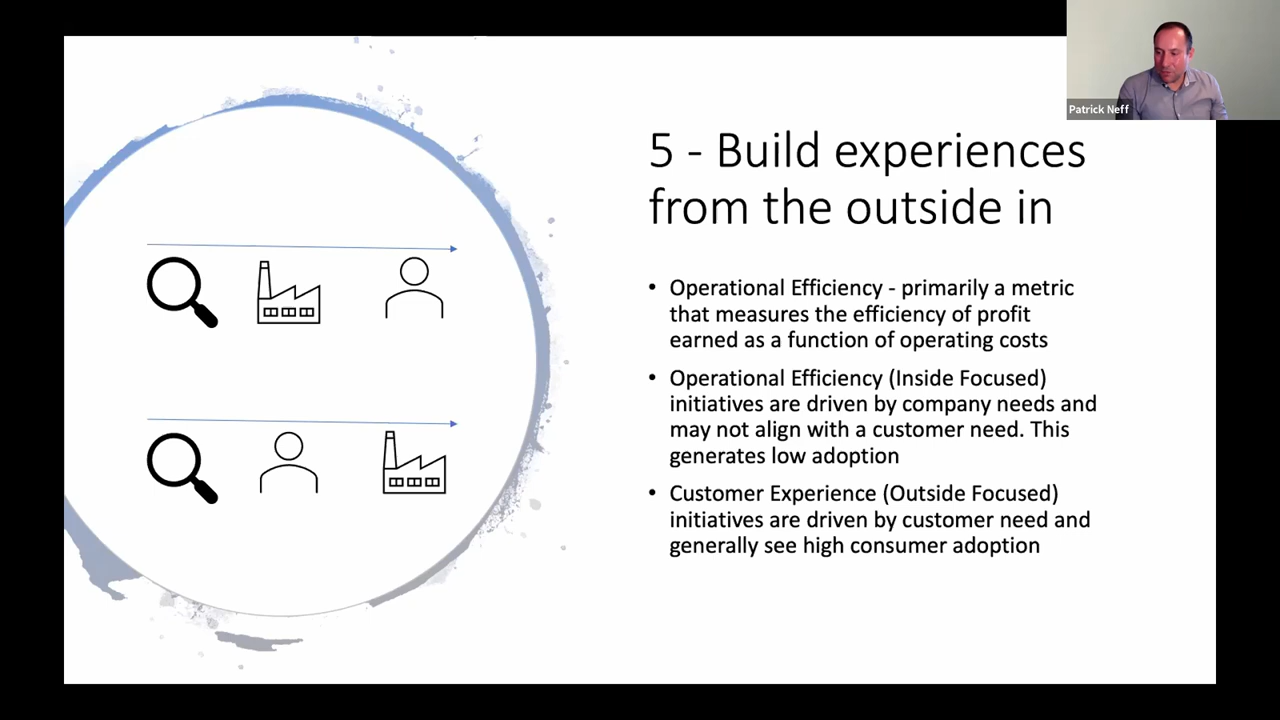 Patrick Neff
5 - Build experiences
from the outside in
• Operational Efficiency - primarily a metric
that measures the efficiency of profit
earned as a function of operating costs
• Operational Efficiency (Inside Focused)
initiatives are driven by company needs and
may not align with a customer need. This
generates low adoption
• Customer Experience (Outside Focused)
initiatives are driven by customer need and
generally see high consumer adoption